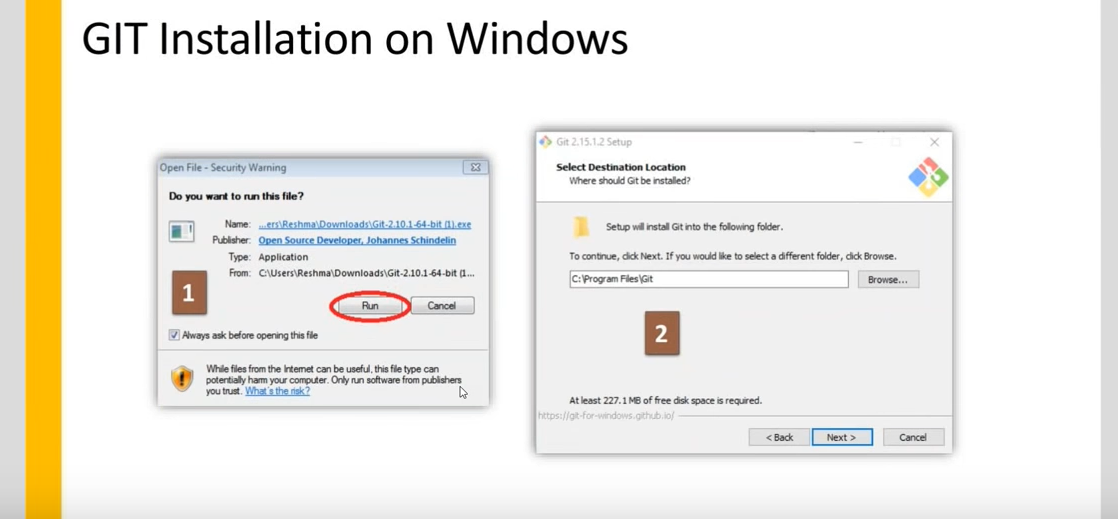 GIT Installation on Windows
Open File - Security Warning
Do you want to run this file?
Name: ...ers\Reshma\Downloads\Git-2.10.1-64-bit (1).exe
Publisher: Open Source Developer, Johannes Schindelin
Type: Application
From: C:\Users\Reshma\Downloads\Git-2.10.1-64-bit (1...
1
Run
Cancel
Always ask before opening this file
While files from the Internet can be useful, this file type can
potentially harm your computer. Only run software from publishers
you trust. What's the risk?
Git 2.15.1.2 Setup
Select Destination Location
Where should Git be installed?
Setup will install Git into the following folder.
To continue, click Next. If you would like to select a different folder, click Browse.
C:\Program Files\Git
Browse...
2
At least 227.1 MB of free disk space is required.
https://git-for-windows.github.io/
< Back
Next >
Cancel